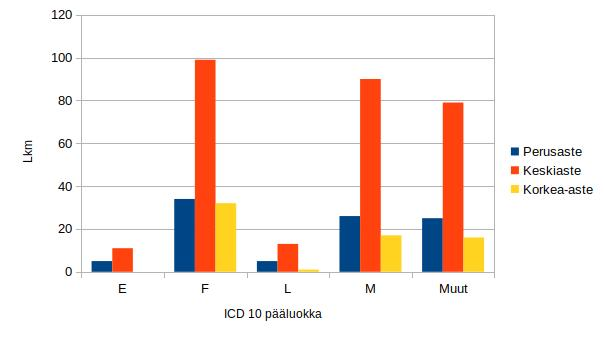 120
100
80
60
40
20
0
Lkm
E F L M Muut
ICD 10 pääluokka
Perusaste
Keskiaste
Korkea-aste